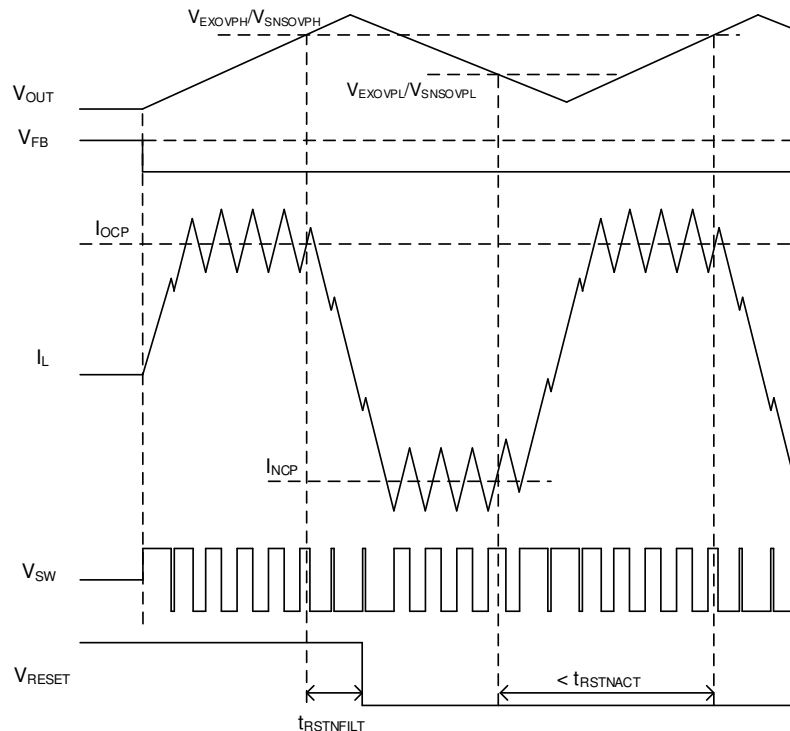 VEXOVPH/VSNSOVPH
VEXOVPL/VSNSOVPL
VOUT
VFB
IOCP
IL
INCP
VSW
VRESET
< tRSTNACT
tRSTNFILT